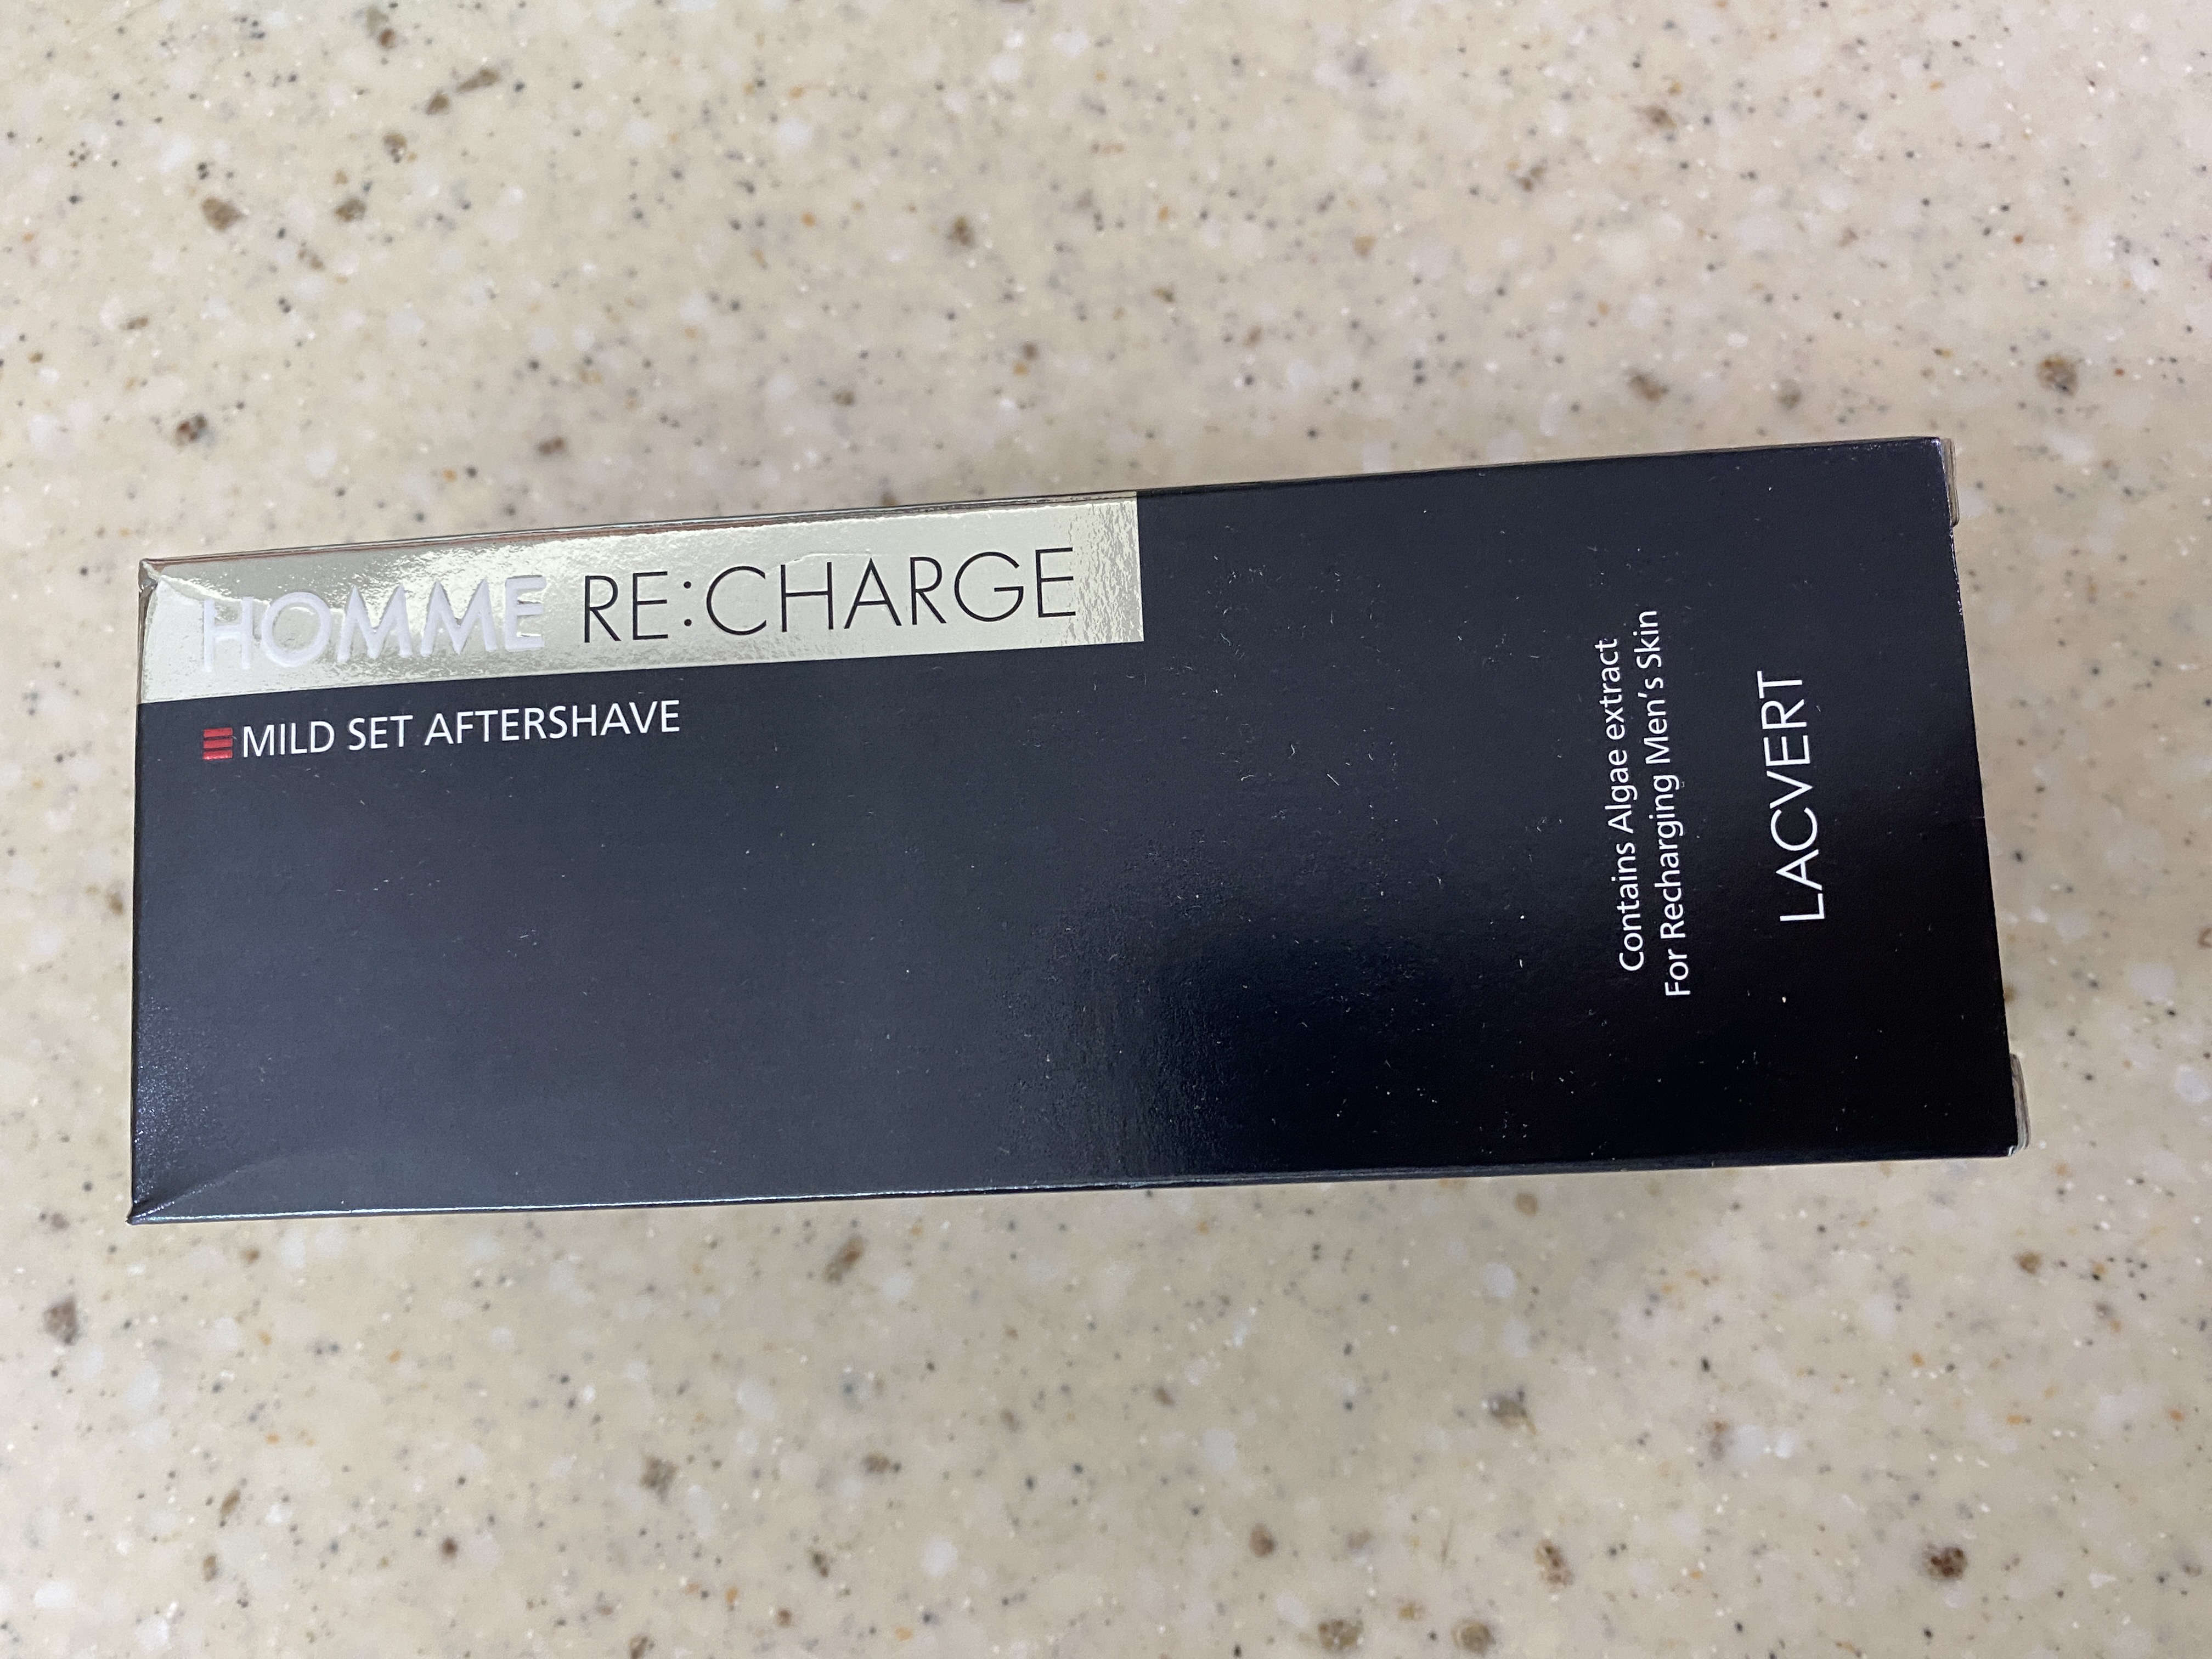 HOMME RE:CHARGE
MILD SET AFTERSHAVE
Contains Algae extract
For Recharging Men's Skin
LACVERT